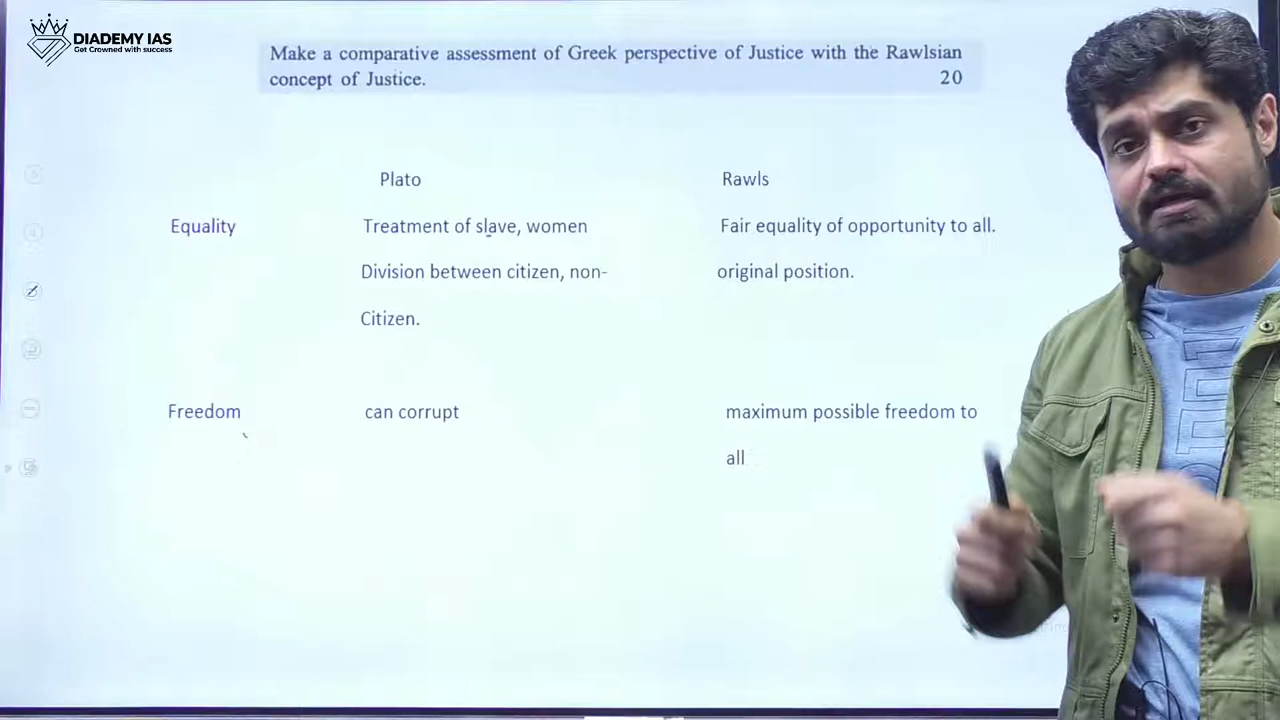 DIADEMY IAS
Get Crowned with success
Make a comparative assessment of Greek perspective of Justice with the Rawlsian
concept of Justice. 20
Plato Rawls
Equality Treatment of slave, women Fair equality of opportunity to all.
Division between citizen, non- original position.
Citizen.
Freedom can corrupt maximum possible freedom to
all